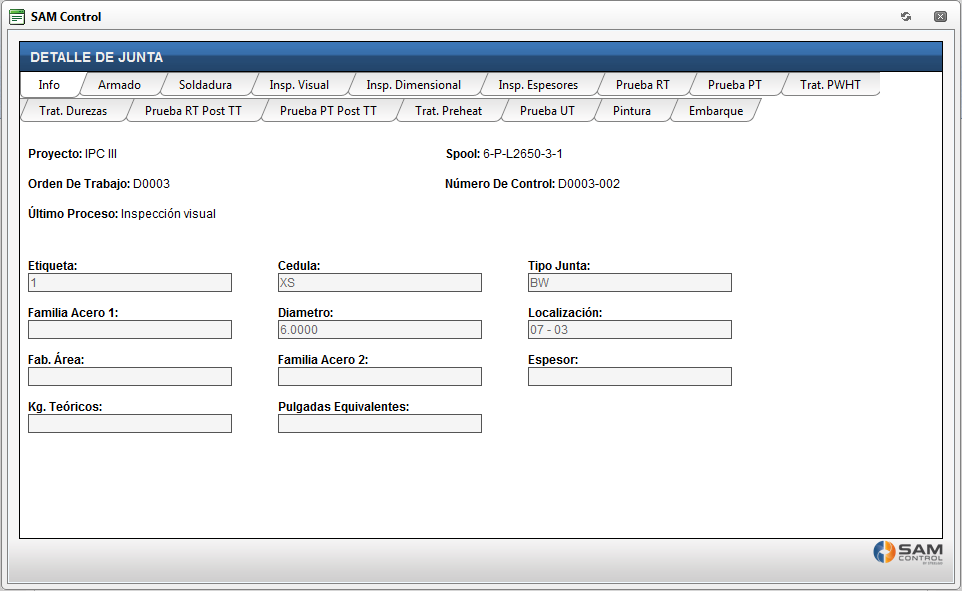 SAM Control
DETALLE DE JUNTA
Info Armado Soldadura Insp. Visual Insp. Dimensional Insp. Espesores Prueba RT Prueba PT Trat. PWHT
Trat. Durezas Prueba RT Post TT Prueba PT Post TT Trat. Preheat Prueba UT Pintura Embarque
Proyecto: IPC III Spool: 6-P-L2650-3-1
Orden De Trabajo: D0003 Número De Control: D0003-002
Último Proceso: Inspección visual
Etiqueta: Cedula: Tipo Junta:
1 XS BW
Familia Acero 1: Diametro: Localización:
6.0000 07 - 03
Fab. Área: Familia Acero 2: Espesor:
Kg. Teóricos: Pulgadas Equivalentes:
SAM
CONTROL